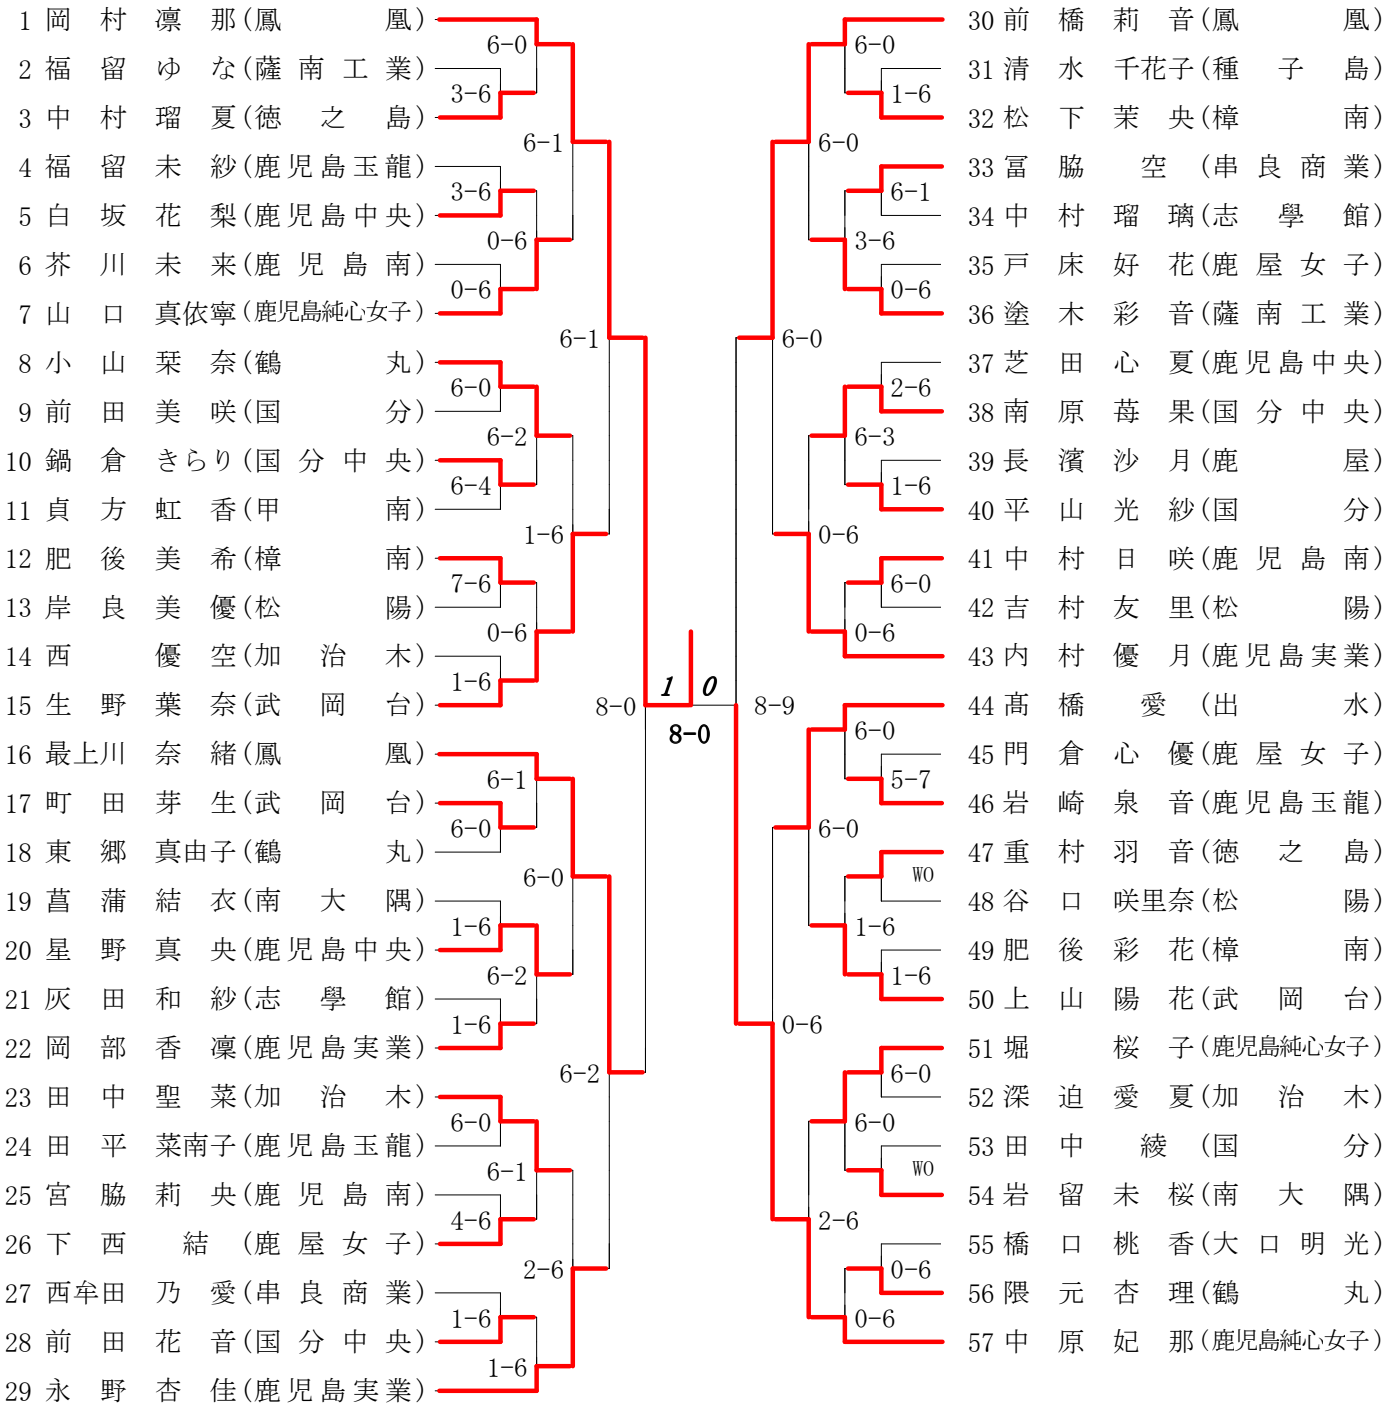 1 岡村凛那(鳳凰)
6-0
2 福留ゆな(薩南工業)
3-6
3 中村瑠夏(徳之島)
6-1
4 福留未紗(鹿児島玉龍)
3-6
5 白坂花梨(鹿児島中央)
0-6
6 芥川未来(鹿児島南)
0-6
7 山口真依寧(鹿児島純心女子)
6-1
8 小山栞奈(鶴丸)
6-0
9 前田美咲(国分)
6-2
10 鍋倉きらり(国分中央)
6-4
11 貞方虹香(甲南)
1-6
12 肥後美希(樟南)
7-6
13 岸良美優(松陽)
0-6
14 西優空(加治木)
1-6
15 生野葉奈(武岡台)
8-0
16 最上川奈緒(鳳凰)
6-1
17 町田芽生(武岡台)
6-0
18 東郷真由子(鶴丸)
6-0
19 菖蒲結衣(南大隅)
1-6
20 星野真央(鹿児島中央)
6-2
21 灰田和紗(志學館)
1-6
22 岡部香凜(鹿児島実業)
6-2
23 田中聖菜(加治木)
6-0
24 田平菜南子(鹿児島玉龍)
6-1
25 宮脇莉央(鹿児島南)
4-6
26 下西結(鹿屋女子)
2-6
27 西牟田乃愛(串良商業)
1-6
28 前田花音(国分中央)
1-6
29 永野杏佳(鹿児島実業)
1 0
8-0
30 前橋莉音(鳳凰)
6-0
31 清水千花子(種子島)
1-6
32 松下茉央(樟南)
6-0
33 冨脇空(串良商業)
6-1
34 中村瑠璃(志學館)
3-6
35 戸床好花(鹿屋女子)
0-6
36 塗木彩音(薩南工業)
6-0
37 芝田心夏(鹿児島中央)
2-6
38 南原苺果(国分中央)
6-3
39 長濱沙月(鹿屋)
1-6
40 平山光紗(国分)
0-6
41 中村日咲(鹿児島南)
6-0
42 吉村友里(松陽)
0-6
43 内村優月(鹿児島実業)
8-9
44 髙橋愛(出水)
6-0
45 門倉心優(鹿屋女子)
5-7
46 岩崎泉音(鹿児島玉龍)
6-0
47 重村羽音(徳之島)
WO
48 谷口咲里奈(松陽)
1-6
49 肥後彩花(樟南)
1-6
50 上山陽花(武岡台)
0-6
51 堀桜子(鹿児島純心女子)
6-0
52 深迫愛夏(加治木)
6-0
53 田中綾(国分)
WO
54 岩留未桜(南大隅)
2-6
55 橋口桃香(大口明光)
0-6
56 隈元杏理(鶴丸)
0-6
57 中原妃那(鹿児島純心女子)